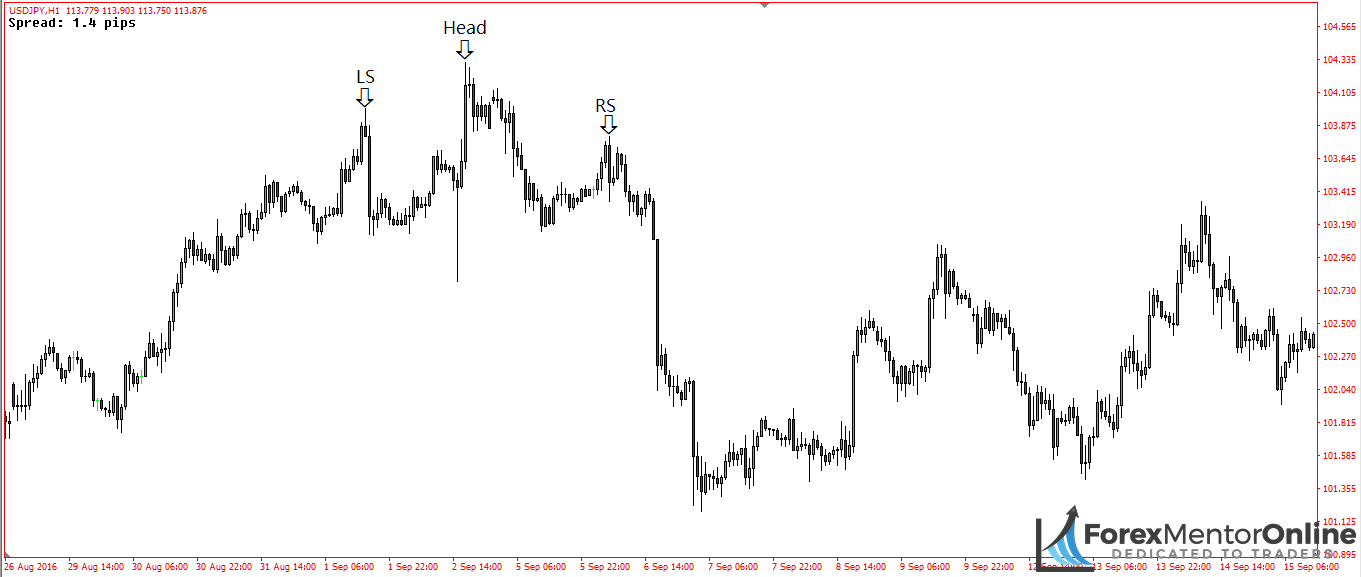 USDJPY,H1 113.779 113.903 113.750 113.876
Spread: 1.4 pips
Head
LS
RS
104.565
104.335
104.105
103.875
103.645
103.415
103.190
102.960
102.730
102.500
102.270
102.040
101.815
101.585
101.355
101.125
100.895
ForexMentorOnline
DEDICATED TO TRADERS
26 Aug 2016 29 Aug 14:00 30 Aug 06:00 30 Aug 22:00 31 Aug 14:00 1 Sep 06:00 1 Sep 22:00 2 Sep 14:00 5 Sep 06:00 5 Sep 22:00 6 Sep 14:00 7 Sep 06:00 7 Sep 22:00 8 Sep 14:00 9 Sep 06:00 9 Sep 22:00 12 Sep 14:00 13 Sep 06:00 13 Sep 22:00 14 Sep 14:00 15 Sep 06:00